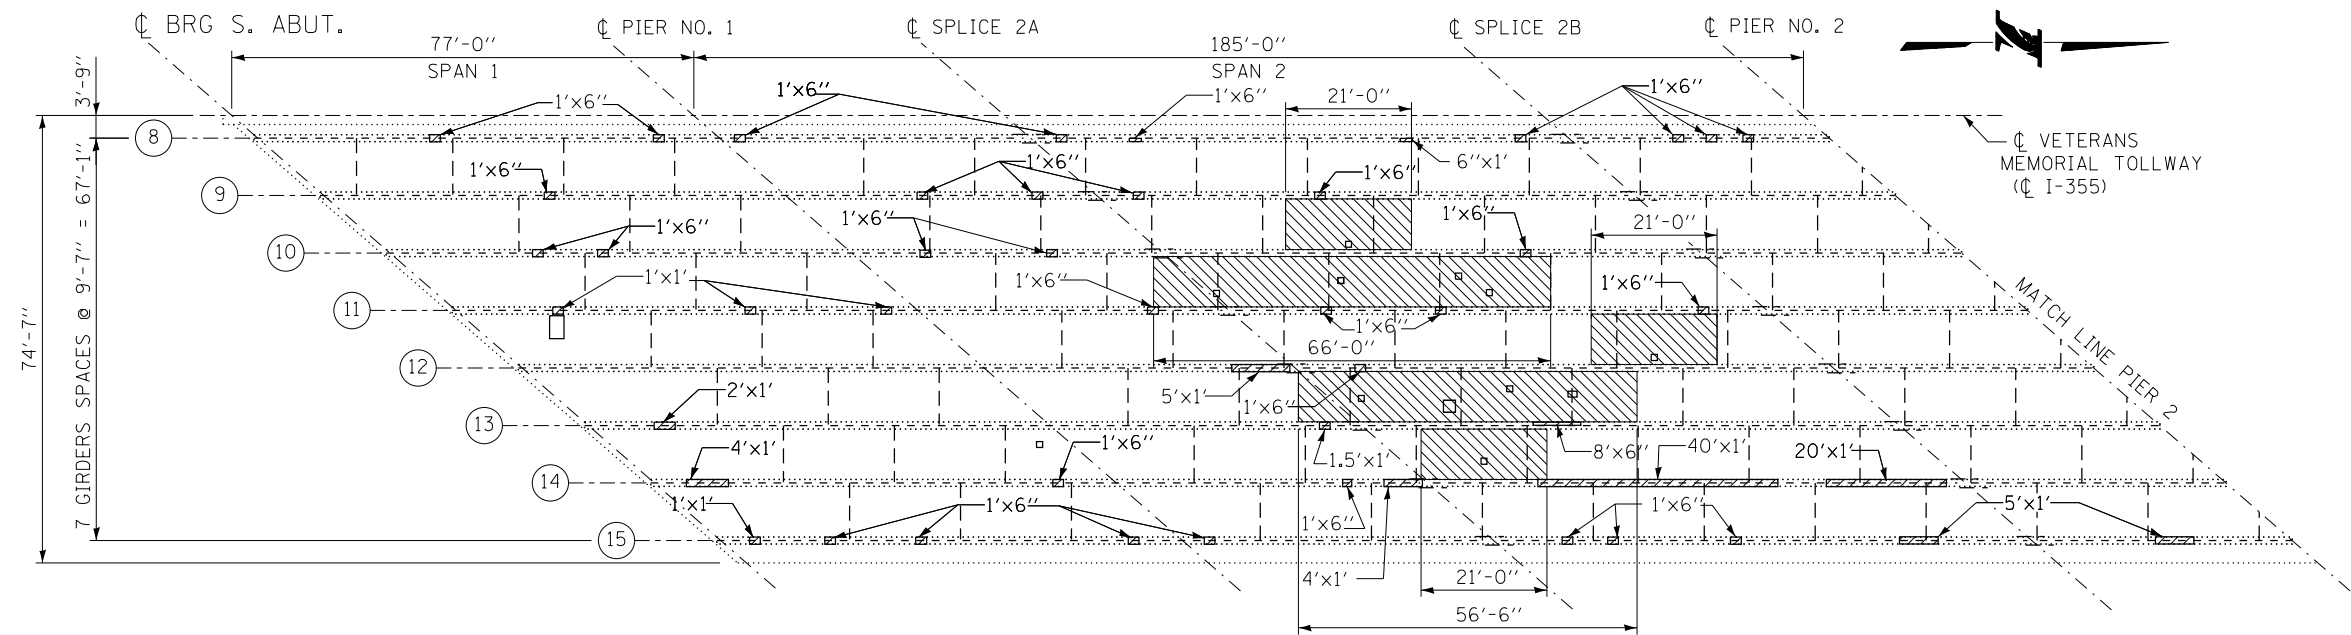 ℄ BRG S. ABUT.
℄ PIER NO. 1
℄ SPLICE 2A
℄ SPLICE 2B
℄ PIER NO. 2
77'-0"
SPAN 1
185'-0"
SPAN 2
3'-9"
1'x6"
1'x6"
1'x6"
21'-0"
1'x6"
8
℄ VETERANS
MEMORIAL TOLLWAY
(℄ I-355)
6"x1'
1'x6"
1'x6"
1'x6"
9
1'x6"
1'x6"
1'x6"
21'-0"
10
1'x1'
1'x6"
1'x6"
11
1'x6"
66'-0"
MATCH LINE PIER 2
74'-7"
7 GIRDERS SPACES @ 9'-7" = 67'-1"
12
2'x1'
5'x1'
1'x6"
13
4'x1'
1'x6"
1.5'x1'
8'x6"
40'x1'
20'x1'
14
1'x1'
1'x6"
1'x6"
1'x6"
5'x1'
15
4'x1'
21'-0"
56'-6"